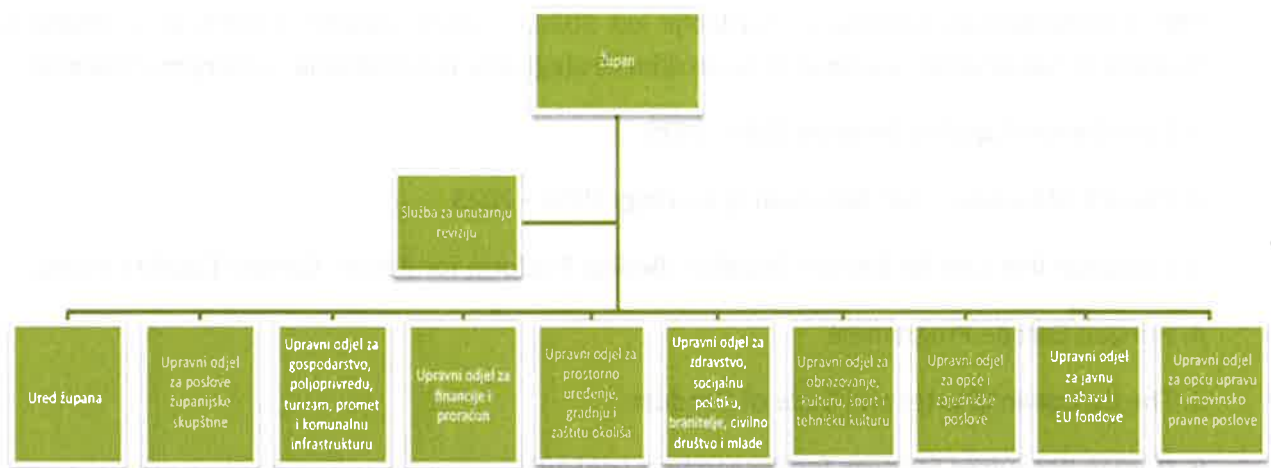 Župan
Služba za unutarnju
reviziju
Ured župana
Upravni odjel
za poslove
županijske
skupštine
Upravni odjel za
gospodarstvo,
poljoprivredu,
turizam, promet
i komunalnu
infrastrukturu
Upravni odjel za
financije i
proračun
Upravni odjel za
prostorno
uređenje,
gradnju i
zaštitu okoliša
Upravni odjel za
zdravstvo,
socijalnu
politiku,
branitelje, civilno
društvo i mlade
Upravni odjel za
obrazovanje,
kulturu, šport i
tehničku kulturu
Upravni odjel
za opće i
zajedničke
poslove
Upravni odjel
za javnu
nabavu i
EU fondove
Upravni odjel
za opću upravu
i imovinsko
pravne poslove